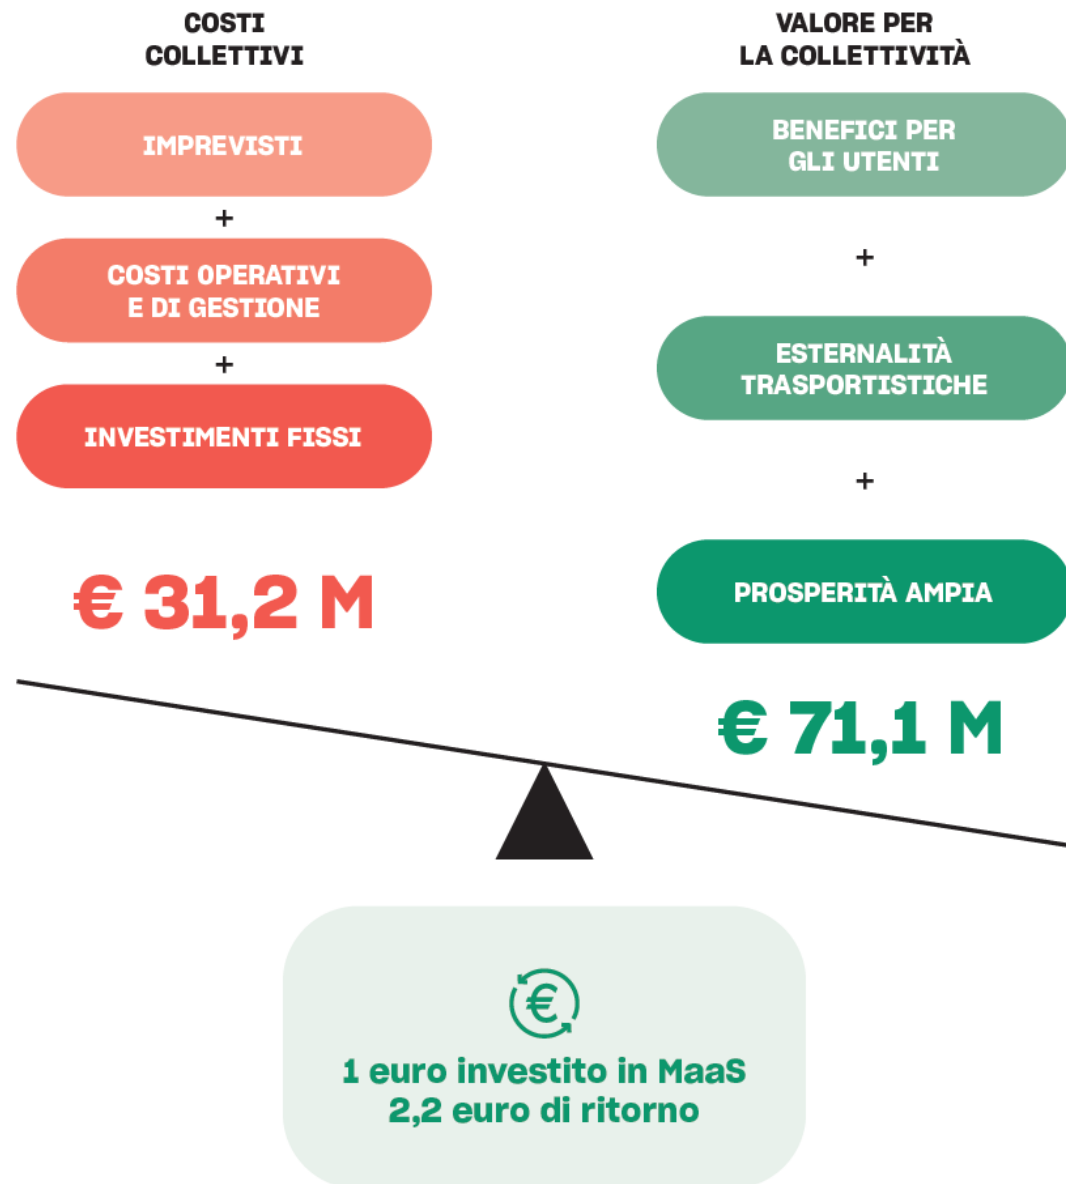 COSTI
COLLETTIVI
IMPREVISTI
+
COSTI OPERATIVI
E DI GESTIONE
+
INVESTIMENTI FISSI
€ 31,2 M
VALORE PER
LA COLLETTIVITÀ
BENEFICI PER
GLI UTENTI
+
ESTERNALITÀ
TRASPORTISTICHE
+
PROSPERITÀ AMPIA
€ 71,1 M
€
1 euro investito in MaaS
2,2 euro di ritorno